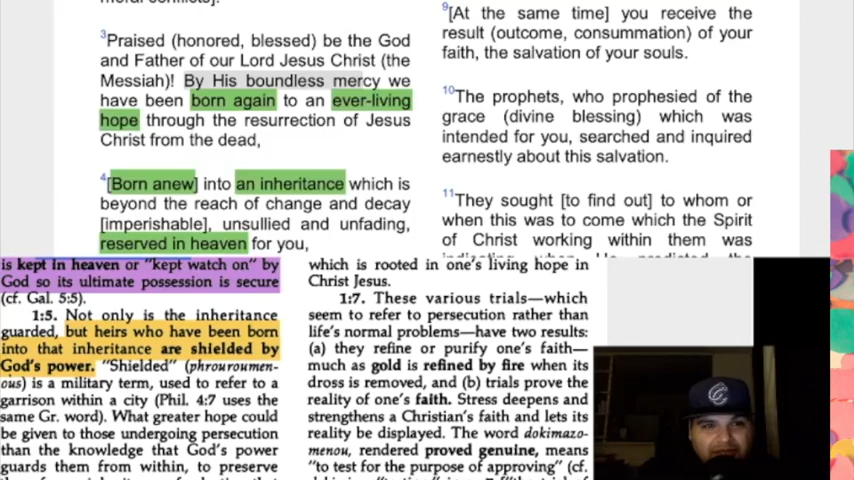 ³Praised (honored, blessed) be the God
and Father of our Lord Jesus Christ (the
Messiah)! By His boundless mercy we
have been born again to an ever-living
hope through the resurrection of Jesus
Christ from the dead,
⁴[Born anew] into an inheritance which is
beyond the reach of change and decay
[imperishable], unsullied and unfading,
reserved in heaven for you,
⁹[At the same time] you receive the
result (outcome, consummation) of your
faith, the salvation of your souls.
¹⁰The prophets, who prophesied of the
grace (divine blessing) which was
intended for you, searched and inquired
earnestly about this salvation.
¹¹They sought [to find out] to whom or
when this was to come which the Spirit
of Christ working within them was
is kept in heaven or "kept watch on" by
God so its ultimate possession is secure
(cf. Gal. 5:5).
1:5. Not only is the inheritance
guarded, but heirs who have been born
into that inheritance are shielded by
God's power. "Shielded" (phrouroumen-
ous) is a military term, used to refer to a
garrison within a city (Phil. 4:7 uses the
same Gr. word). What greater hope could
be given to those undergoing persecution
than the knowledge that God's power
guards them from within, to preserve
which is rooted in one's living hope in
Christ Jesus.
1:7. These various trials—which
seem to refer to persecution rather than
life's normal problems—have two results:
(a) they refine or purify one's faith—
much as gold is refined by fire when its
dross is removed, and (b) trials prove the
reality of one's faith. Stress deepens and
strengthens a Christian's faith and lets its
reality be displayed. The word dokimazo-
menou, rendered proved genuine, means
"to test for the purpose of approving" (cf.